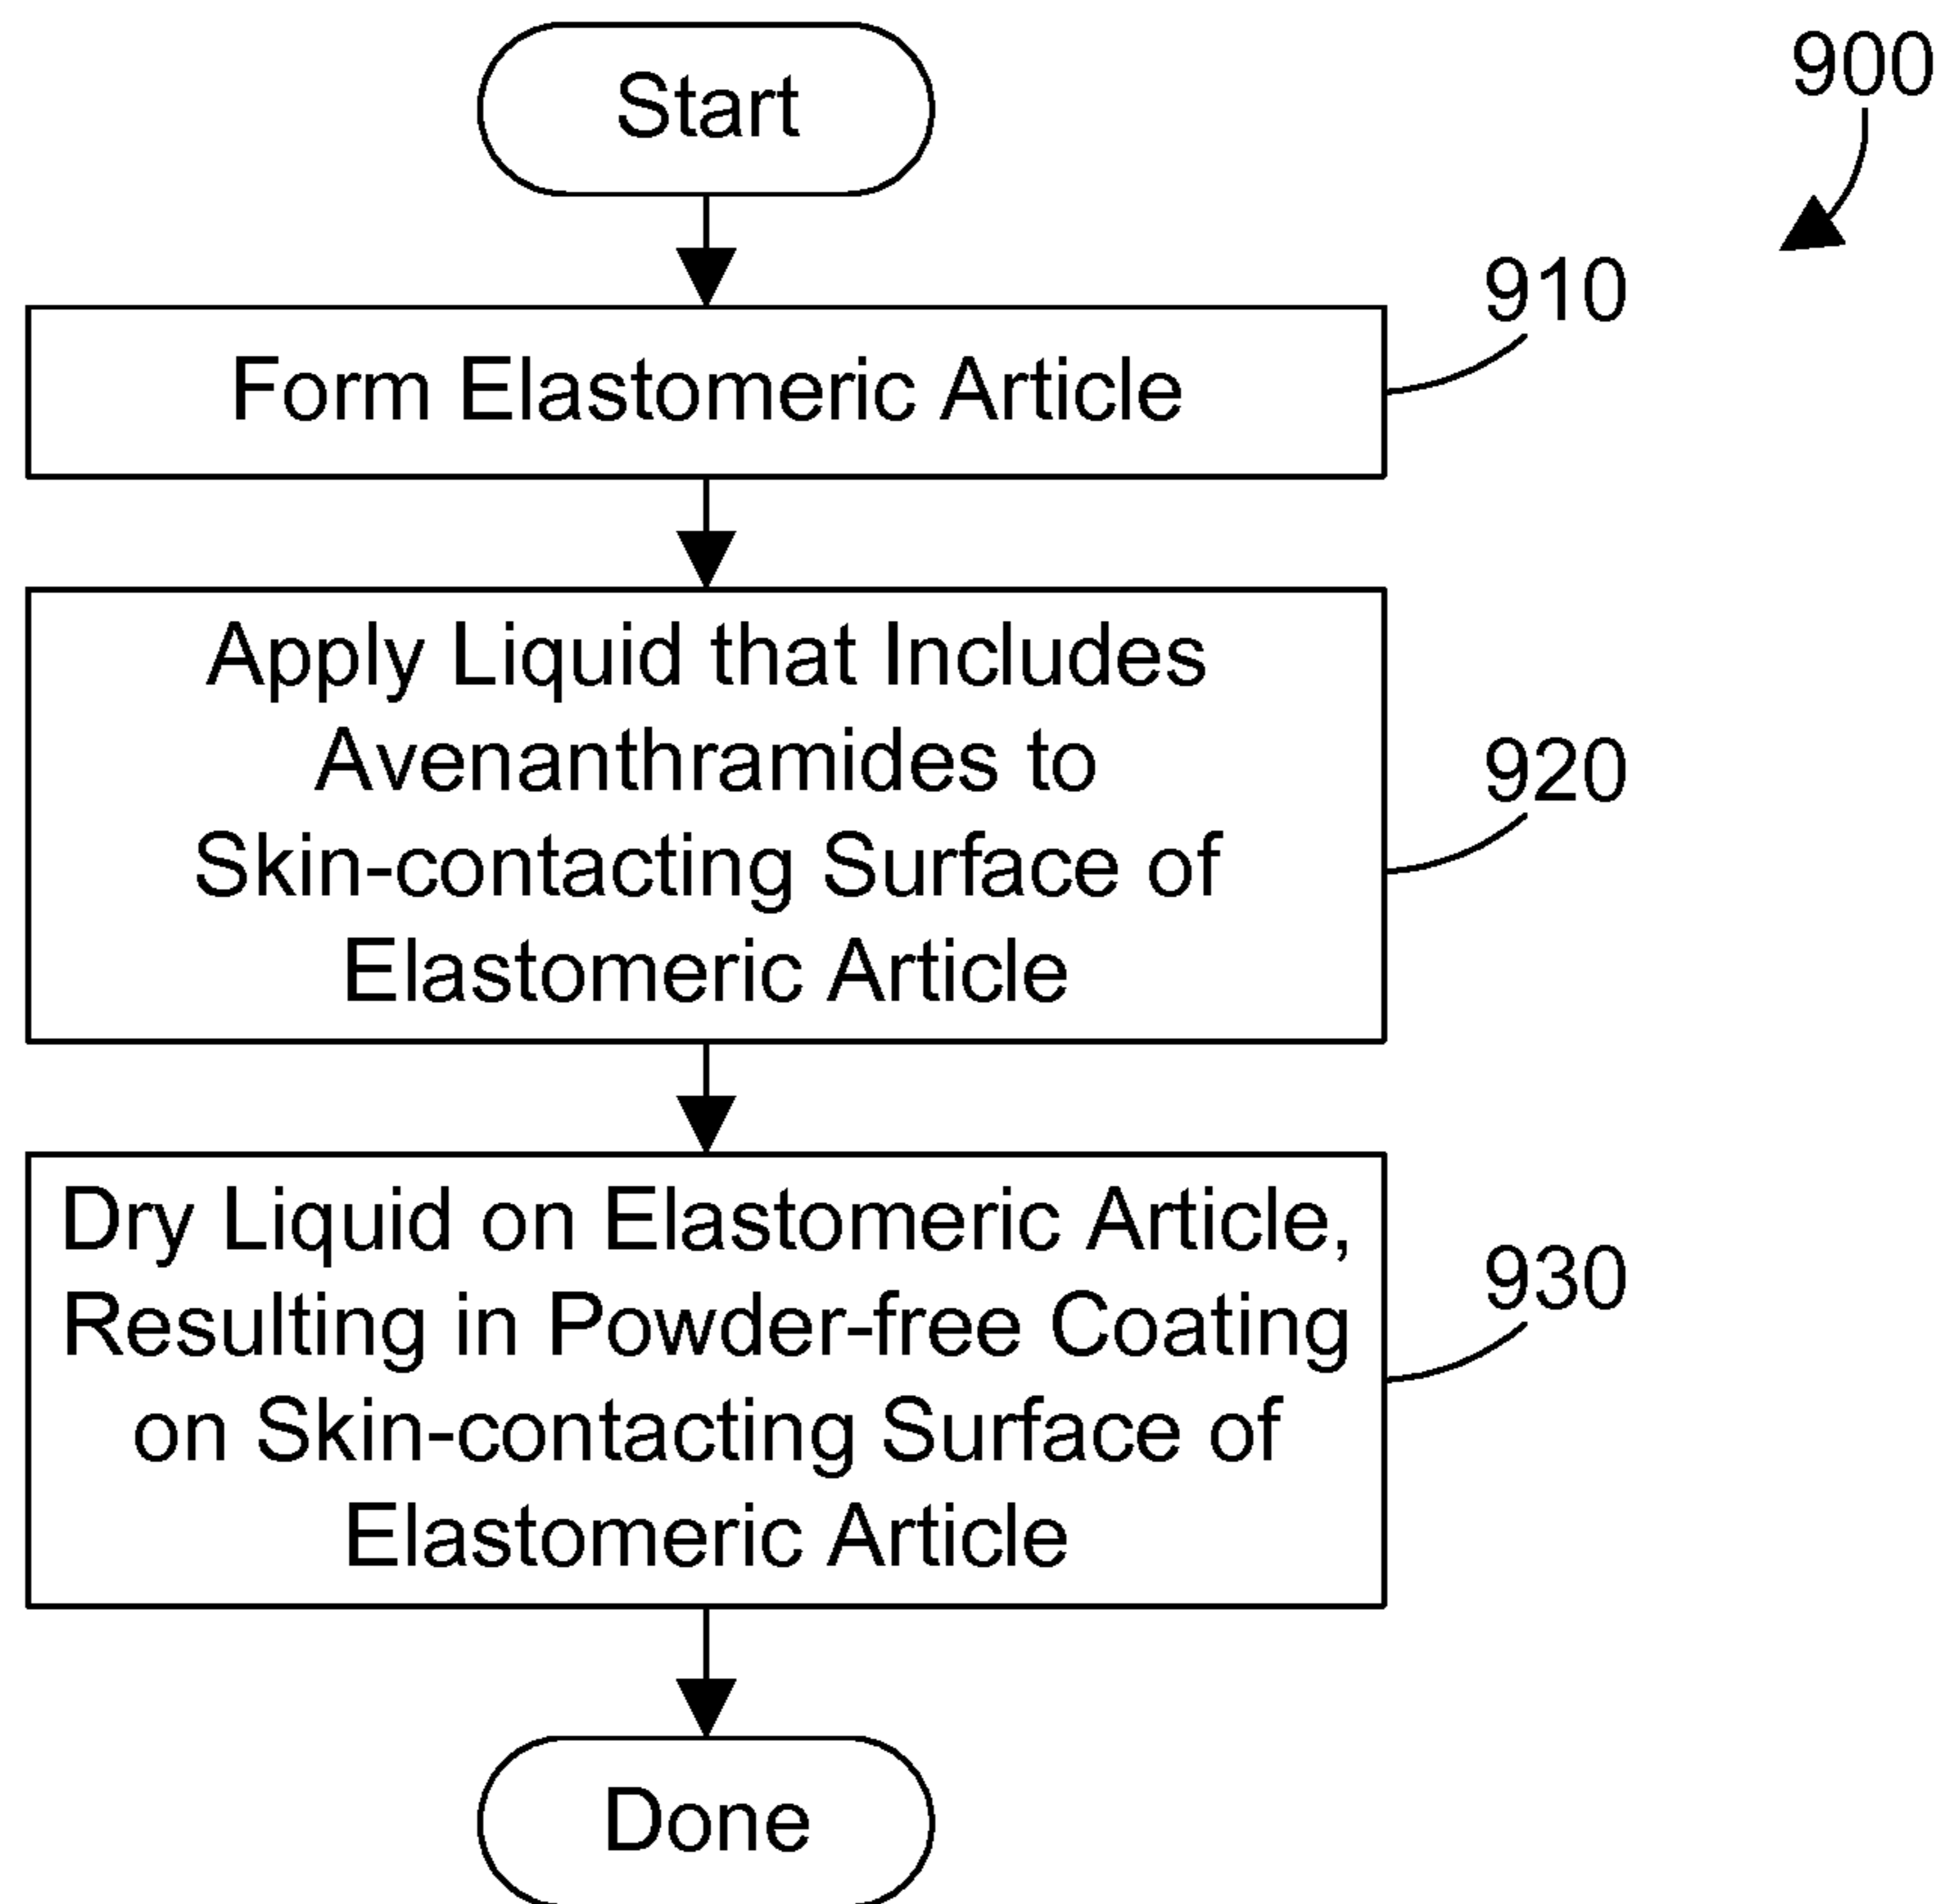 Start
900
910
Form Elastomeric Article
Apply Liquid that Includes
Avenanthramides to
Skin-contacting Surface of
Elastomeric Article
920
Dry Liquid on Elastomeric Article,
Resulting in Powder-free Coating
on Skin-contacting Surface of
Elastomeric Article
930
Done